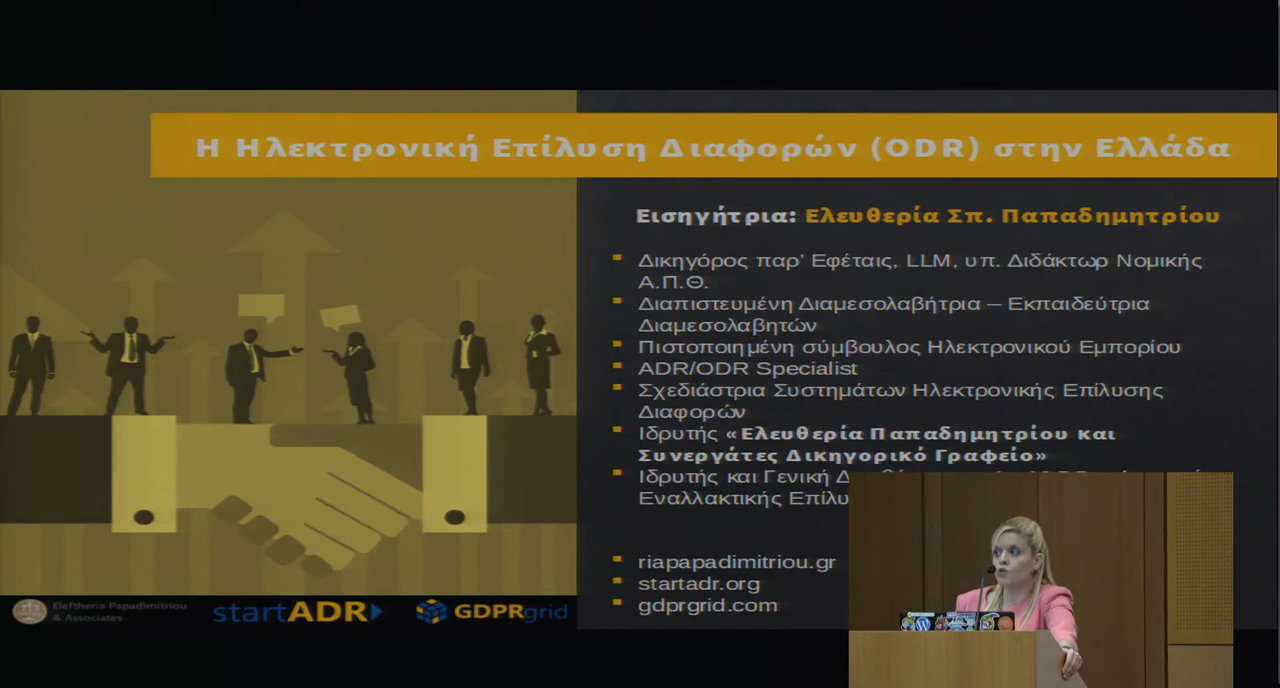 Η Ηλεκτρονική Επίλυση Διαφορών (ODR) στην Ελλάδα
Εισηγήτρια: Ελευθερία Σπ. Παπαδημητρίου
Δικηγόρος παρ’ Εφέταις, LLM, υπ. Διδάκτωρ Νομικής
Α.Π.Θ.
Διαπιστευμένη Διαμεσολαβήτρια – Εκπαιδεύτρια
Διαμεσολαβητών
Πιστοποιημένη σύμβουλος Ηλεκτρονικού Εμπορίου
ADR/ODR Specialist
Σχεδιάστρια Συστημάτων Ηλεκτρονικής Επίλυσης
Διαφορών
Ιδρυτής «Ελευθερία Παπαδημητρίου και
Συνεργάτες Δικηγορικό Γραφείο»
Ιδρυτής και Γενική
Εναλλακτικής
riapapadimitriou.gr
startadr.org
gdprgrid.com
Eleftheria Papadimitriou
& Associates
startADR
GDPRgrid